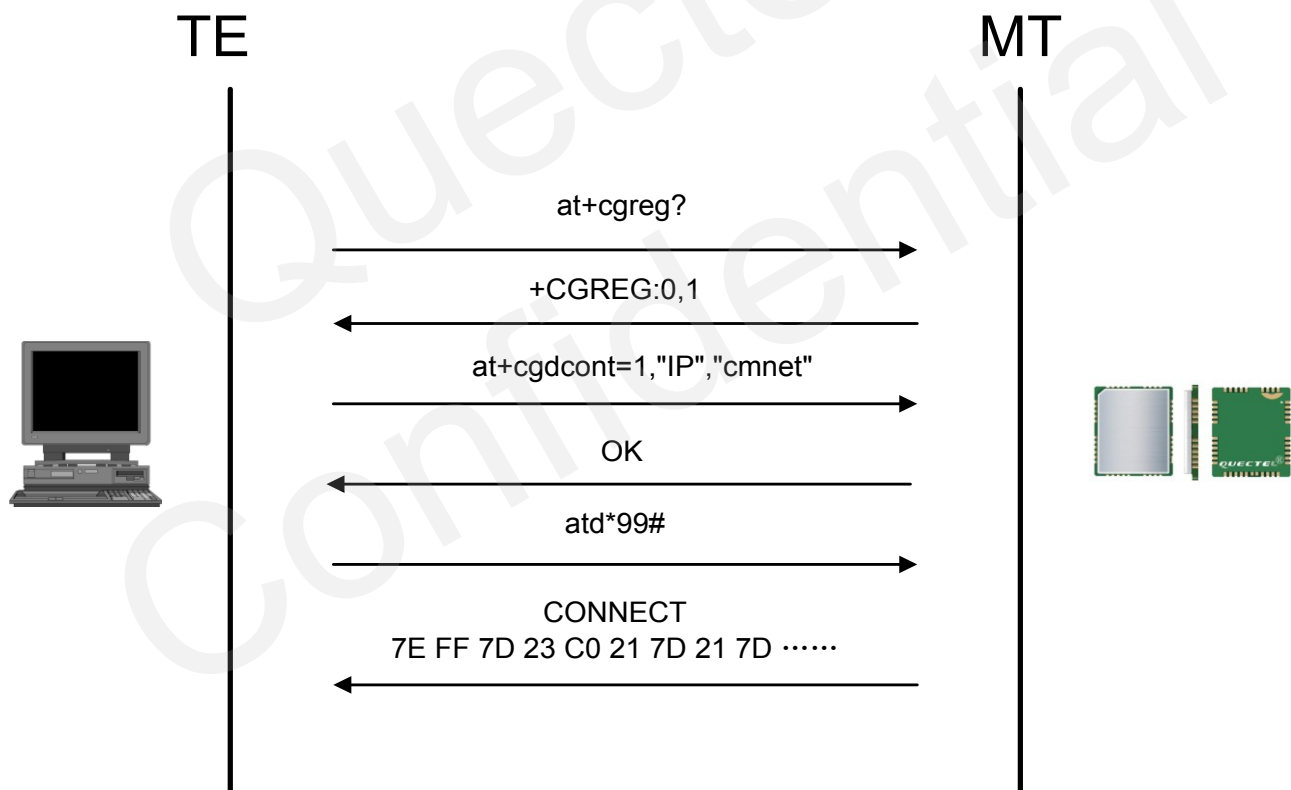 TE
MT
at+cgreg?
+CGREG:0,1
at+cgdcont=1,"IP","cmnet"
OK
atd*99#
CONNECT
7E FF 7D 23 C0 21 7D 21 7D ······
QUECTEL
Quectel
Confidential